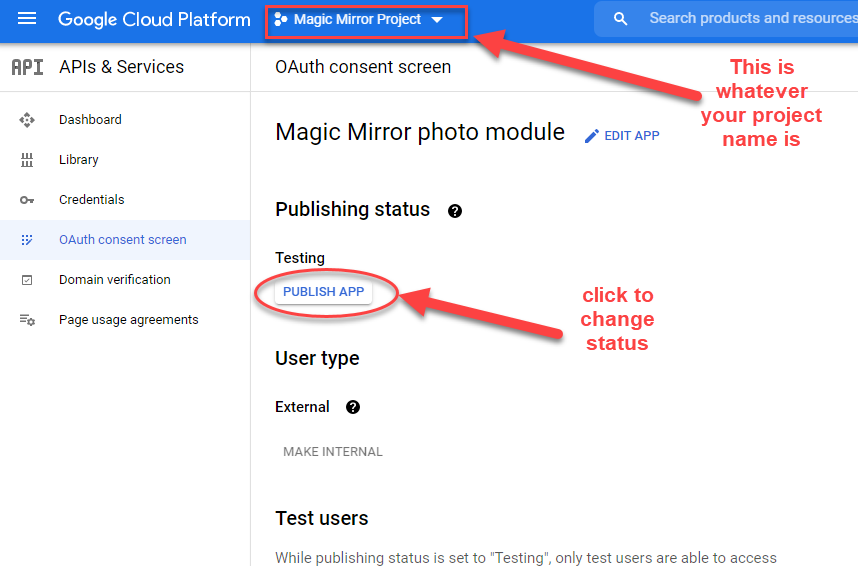 Google Cloud Platform
Magic Mirror Project
Search products and resources
API APIs & Services
OAuth consent screen
This is
whatever
your project
name is
Dashboard
Library
Credentials
OAuth consent screen
Domain verification
Page usage agreements
Magic Mirror photo module
EDIT APP
Publishing status ?
Testing
PUBLISH APP
click to
change
status
User type
External ?
MAKE INTERNAL
Test users
While publishing status is set to "Testing", only test users are able to access